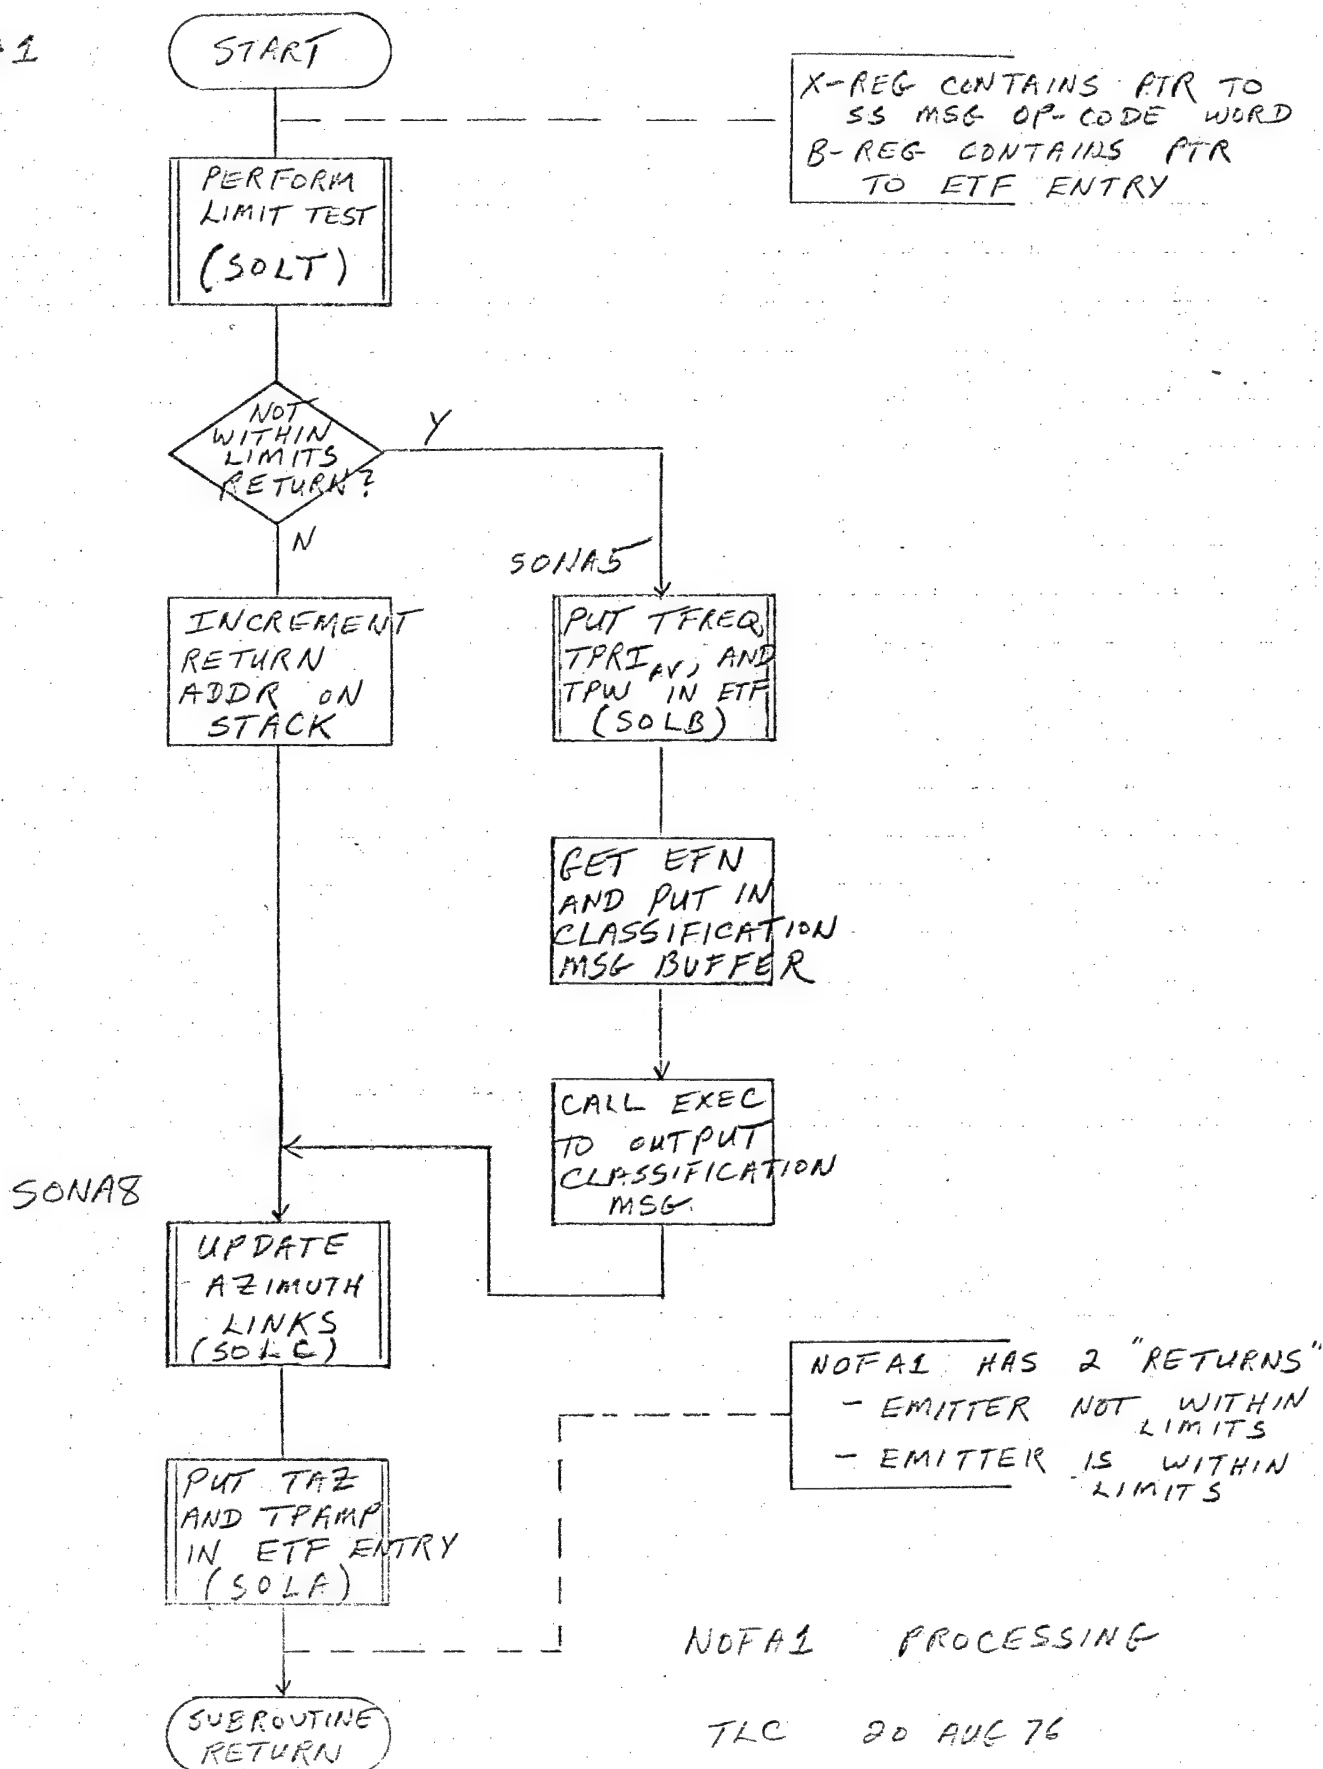 1
START
X-REG CONTAINS PTR TO
SS MSG OP-CODE WORD
B-REG CONTAINS PTR
TO ETF ENTRY
PERFORM
LIMIT TEST
(SOLT)
NOT
WITHIN
LIMITS
RETURN?
Y
N
SONA5
INCREMENT
RETURN
ADDR ON
STACK
PUT TFREQ,
TPRI AV, AND
TPW IN ETF
(SOLB)
GET EFN
AND PUT IN
CLASSIFICATION
MSG BUFFER
CALL EXEC
TO OUTPUT
CLASSIFICATION
MSG.
SONA8
UPDATE
AZIMUTH
LINKS
(SOLC)
NOFA1 HAS 2 "RETURNS"
- EMITTER NOT WITHIN
LIMITS
- EMITTER IS WITHIN
LIMITS
PUT TAZ
AND TPAMP
IN ETF ENTRY
(SOLA)
NOFA1 PROCESSING
SUBROUTINE
RETURN
TLC 20 AUG 76